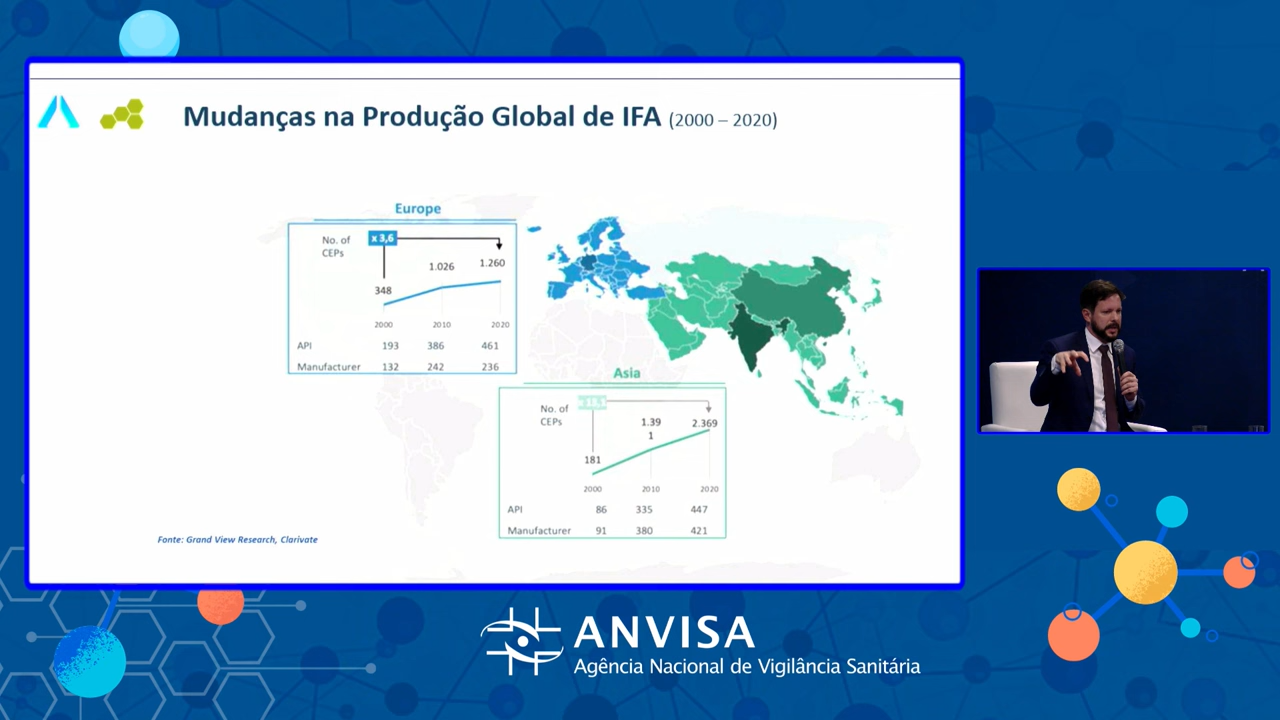 Mudanças na Produção Global de IFA (2000 – 2020)
Europe
No. of
CEPs
x 3,6
348
1.026
1.260
2000 2010 2020
API 193 386 461
Manufacturer 132 242 236
Asia
No. of
CEPs
181
1.39
1
2.369
2000 2010 2020
API 86 335 447
Manufacturer 91 380 421
Fonte: Grand View Research, Clarivate
ANVISA
Agência Nacional de Vigilância Sanitária